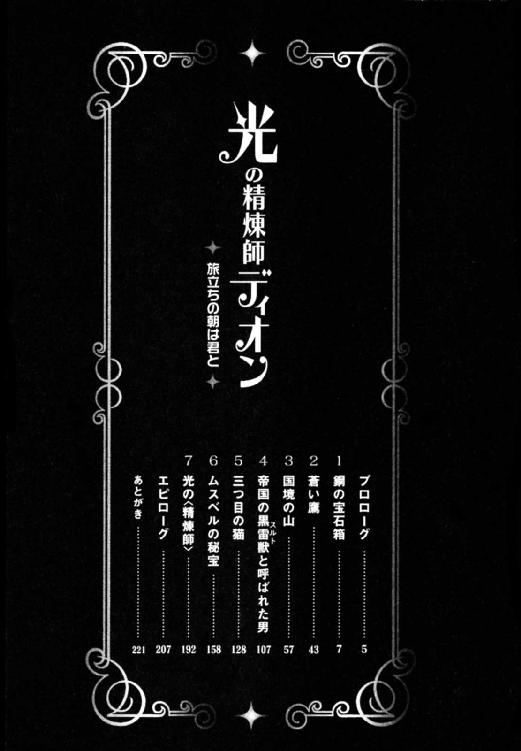 光の精煉師ディオン
旅立ちの朝は君と
プロローグ 5
1 鋼の宝石箱 7
2 蒼い鷹 43
3 国境の山 57
4 帝国の黒雷獣と呼ばれた男 107
スルト
5 三つ目の猫 128
6 ムスペルの秘宝 158
7 光の〈精煉師〉 192
エピローグ 207
あとがき 221